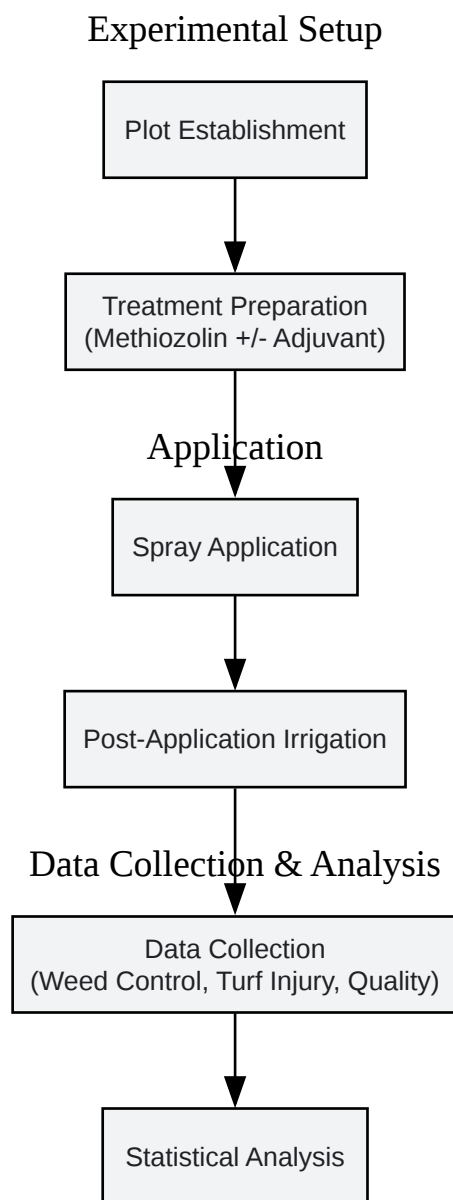 Experimental Setup
Plot Establishment
Treatment Preparation
(Methiozolin +/- Adjuvant)
Application
Spray Application
Post-Application Irrigation
Data Collection & Analysis
Data Collection
(Weed Control, Turf Injury, Quality)
Statistical Analysis